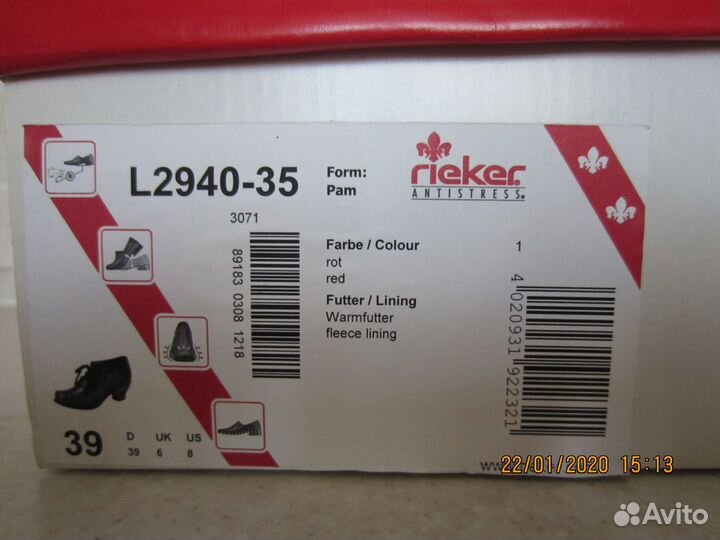 L2940-35
3071
89183 0308 1218
Form:
Pam
rieker
ANTISTRESS
Farbe / Colour 1
rot
red
Futter / Lining
Warmfutter
fleece lining
4 020931 922321
39
D UK US
39 6 8
22/01/2020 15:13
Avito